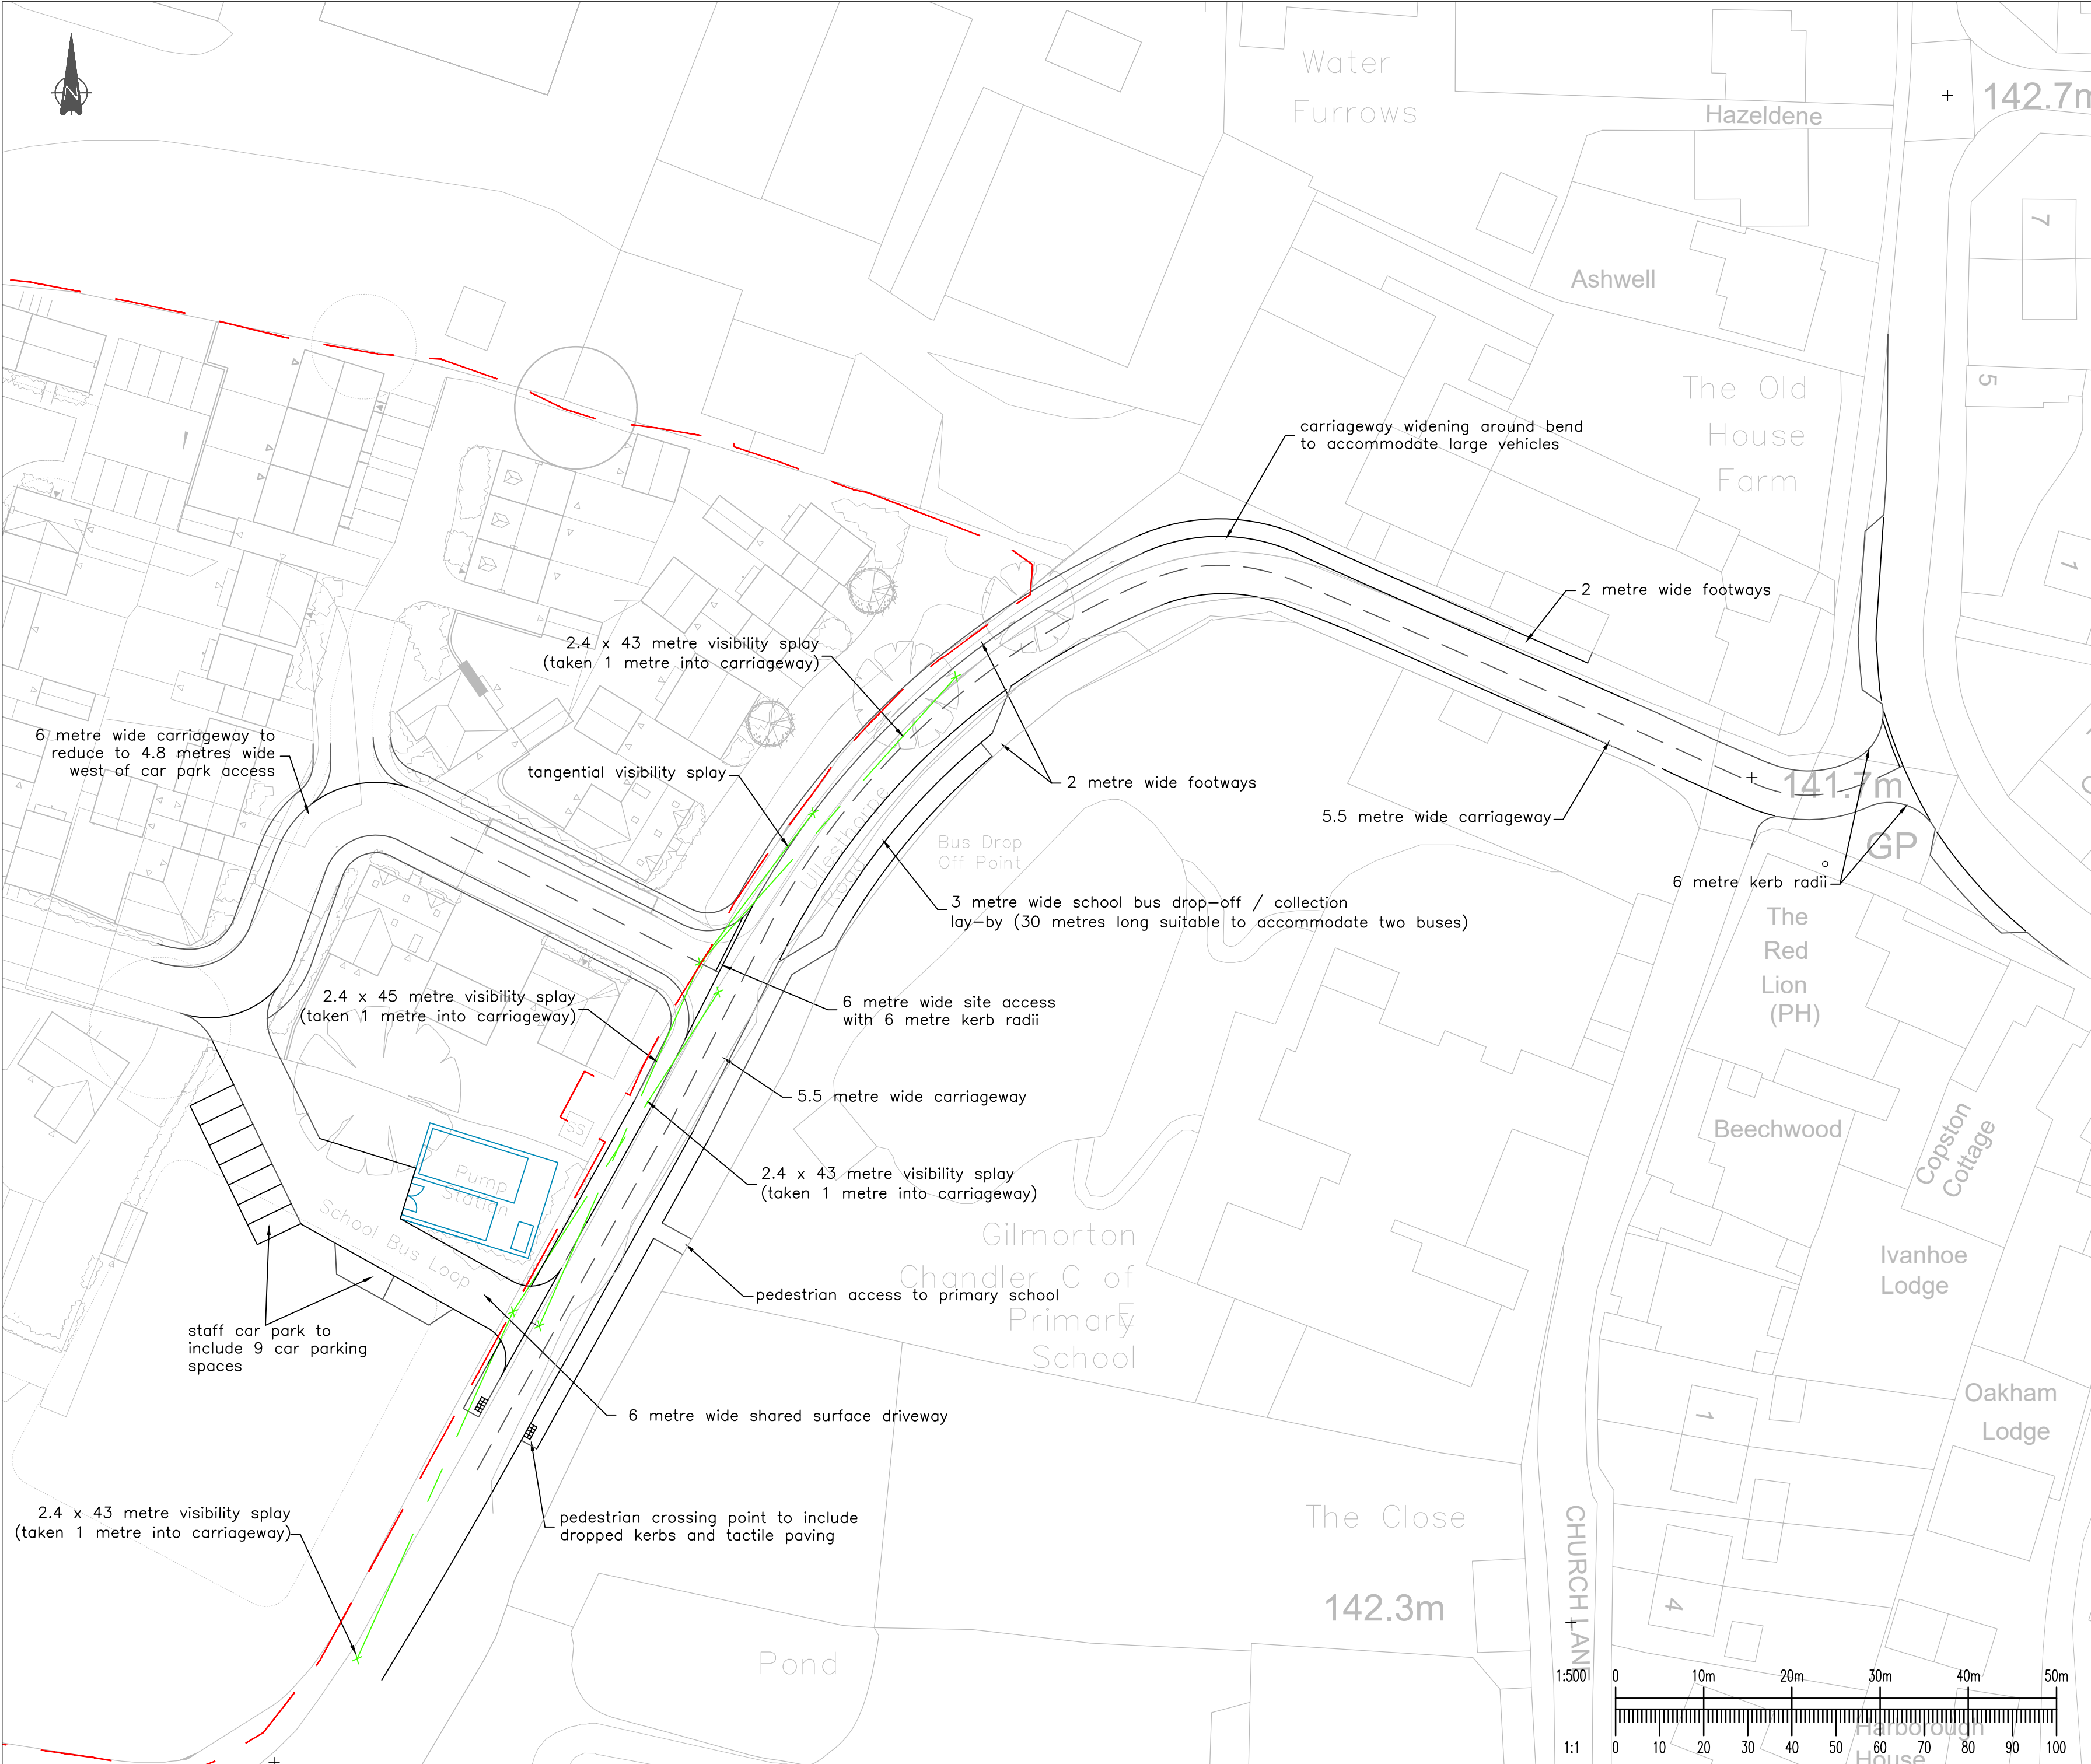 N
Water
Furrows
Hazeldene
142.7m
7
Ashwell
5
The Old
House
Farm
carriageway widening around bend
to accommodate large vehicles
1
2 metre wide footways
2.4 x 43 metre visibility splay
(taken 1 metre into carriageway)
6 metre wide carriageway to
reduce to 4.8 metres wide
west of car park access
tangential visibility splay
2 metre wide footways
141.7m
5.5 metre wide carriageway
Ullesthorpe
Road
Bus Drop
Off Point
GP
6 metre kerb radii
3 metre wide school bus drop-off / collection
lay-by (30 metres long suitable to accommodate two buses)
The
Red
Lion
(PH)
2.4 x 45 metre visibility splay
(taken 1 metre into carriageway)
6 metre wide site access
with 6 metre kerb radii
5.5 metre wide carriageway
SS
Beechwood
Copston
Cottage
Pump
Station
2.4 x 43 metre visibility splay
(taken 1 metre into carriageway)
School Bus Loop
Gilmorton
Chandler C of
E
Primary
School
Ivanhoe
Lodge
pedestrian access to primary school
staff car park to
include 9 car parking
spaces
6 metre wide shared surface driveway
1
Oakham
Lodge
2.4 x 43 metre visibility splay
(taken 1 metre into carriageway)
pedestrian crossing point to include
dropped kerbs and tactile paving
The Close
CHURCH LANE
142.3m
4
Pond
1:500 0 10m 20m 30m 40m 50m
Harborough
House
1:1 0 10 20 30 40 50 60 70 80 90 100